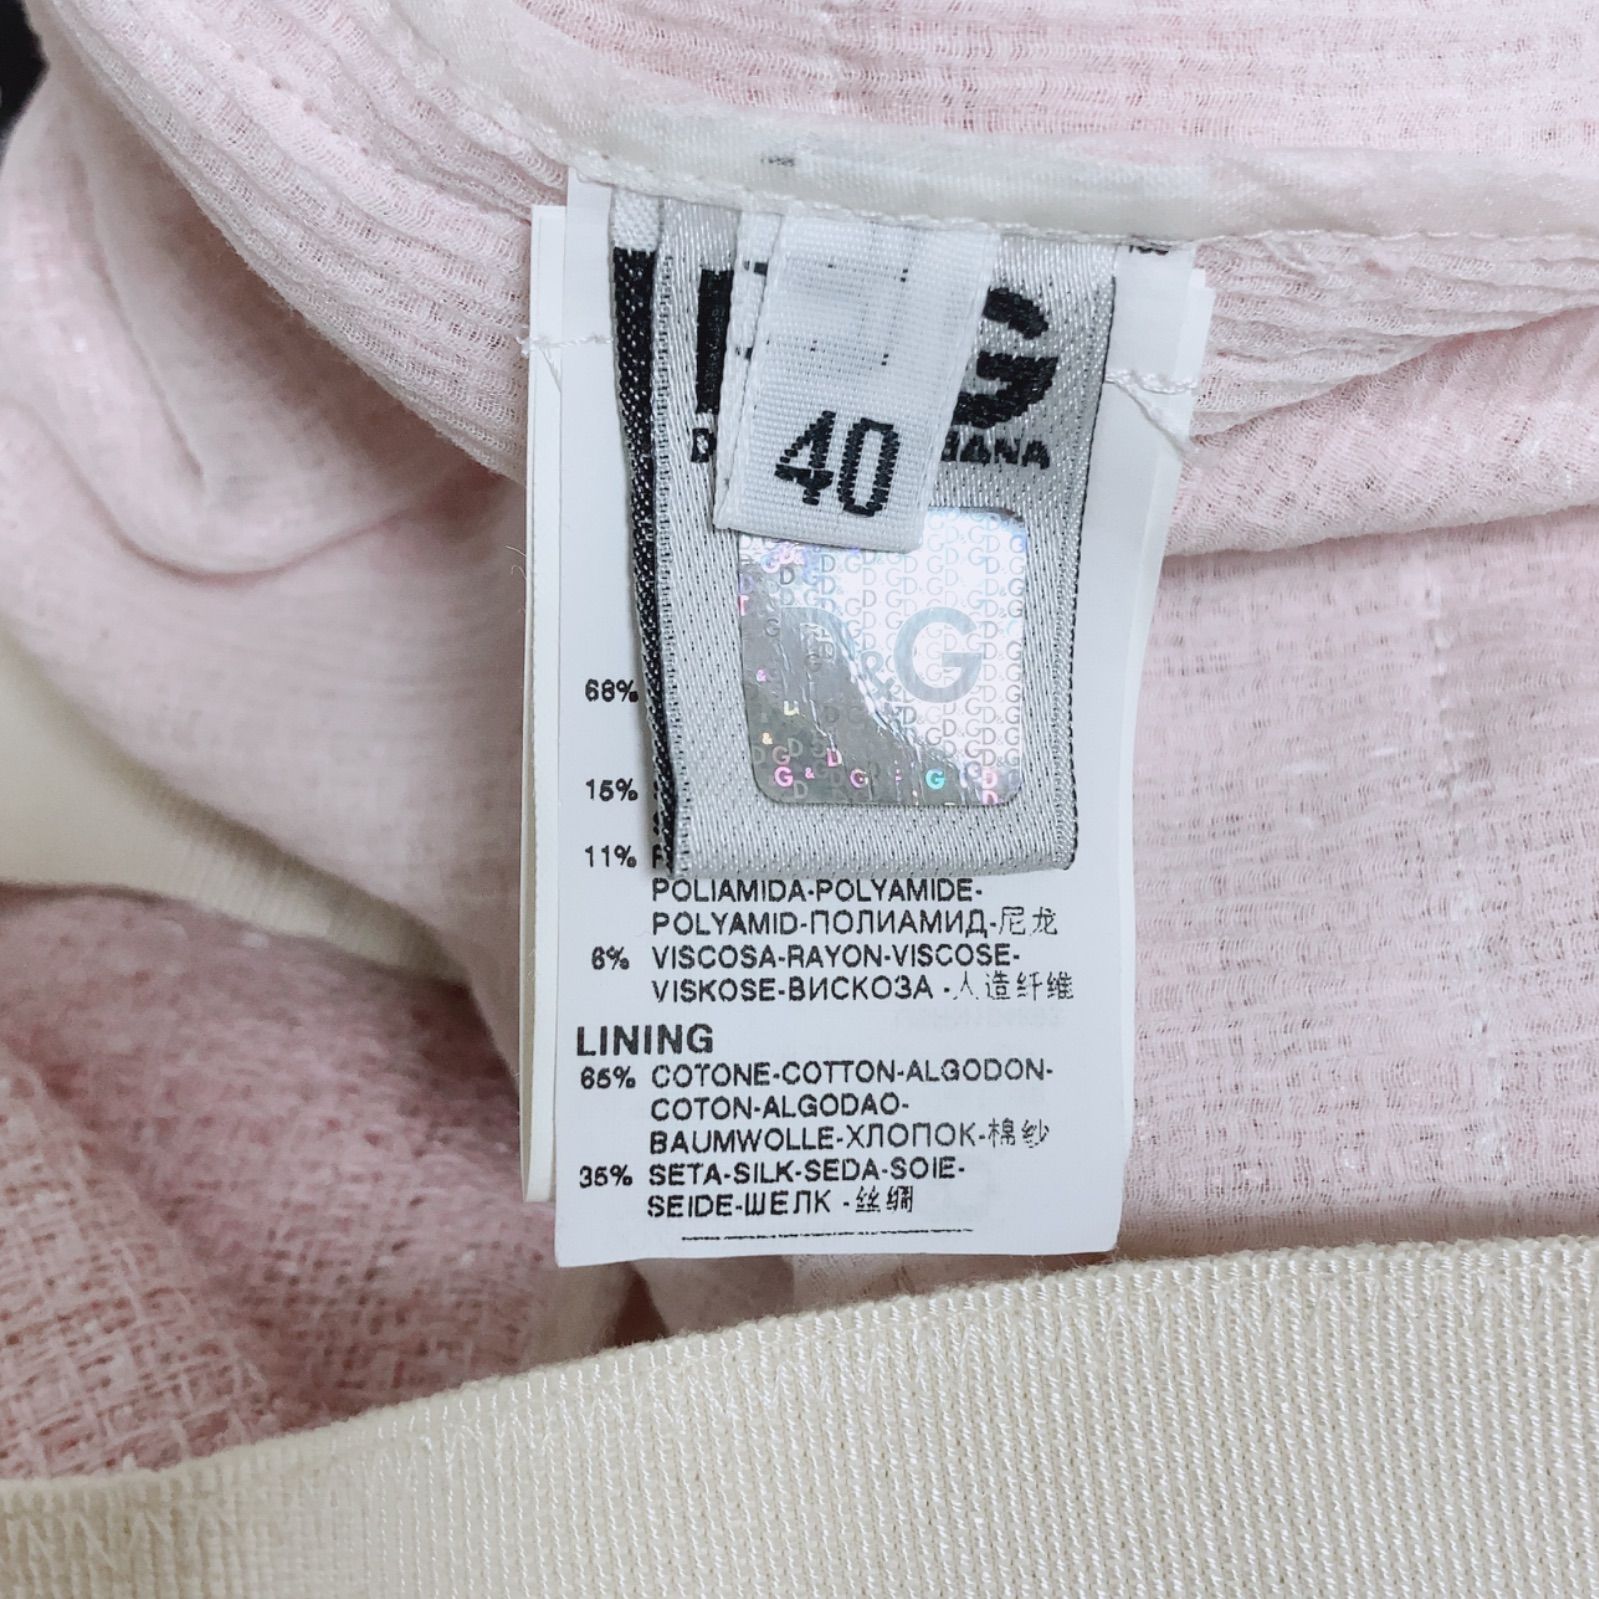 40
D&G
68%
15%
11%
POLIAMIDA-POLYAMIDE-
POLYAMID-ПОЛИАМИД-尼龙
6% VISCOSA-RAYON-VISCOSE-
VISKOSE-ВИСКОЗА -人造纤维
LINING
65% COTONE-COTTON-ALGODON-
COTON-ALGODAO-
BAUMWOLLE-ХЛОПОК-棉纱
35% SETA-SILK-SEDA-SOIE-
SEIDE-ШЕЛК -丝绸